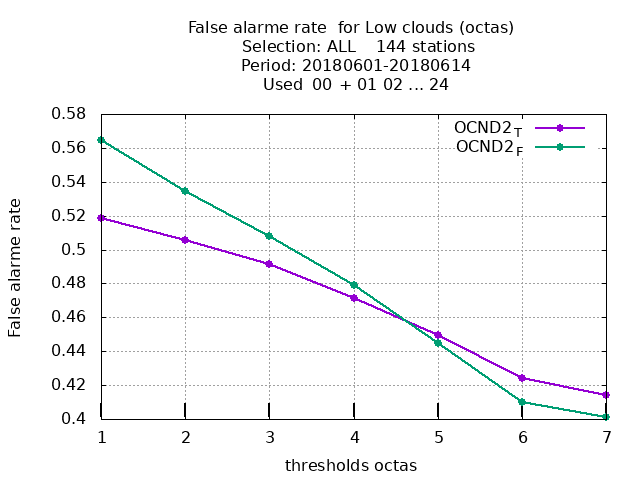 False alarme rate  for Low clouds (octas)
Selection: ALL    144 stations
Period: 20180601-20180614
Used  00 + 01 02 ... 24
0.58
0.56
0.54
0.52
0.5
0.48
0.46
0.44
0.42
0.4
False alarme rate
OCND2T
OCND2F
1 2 3 4 5 6 7
thresholds octas